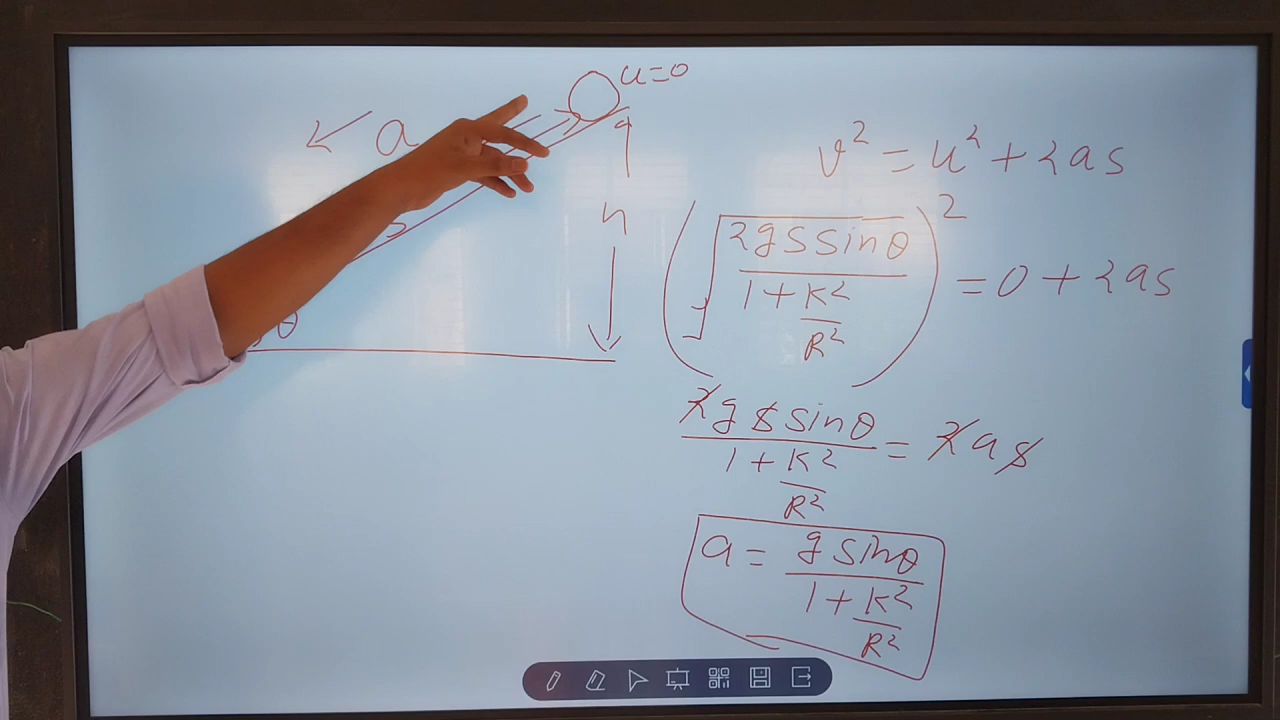 u=0
a
h
θ
v² = u² + 2as
(√(2gs sinθ / (1 + K²/R²)))² = 0 + 2as
2gs sinθ / (1 + K²/R²) = 2as
a = g sinθ / (1 + K²/R²)